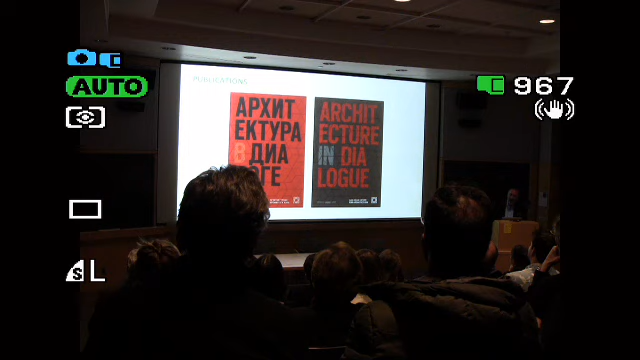 PUBLICATIONS
АРХИТ
ЕКТУРА
В ДИА
ЛОГЕ
ARCHIT
ECTURE
IN DIA
LOGUE
AUTO
967
S L